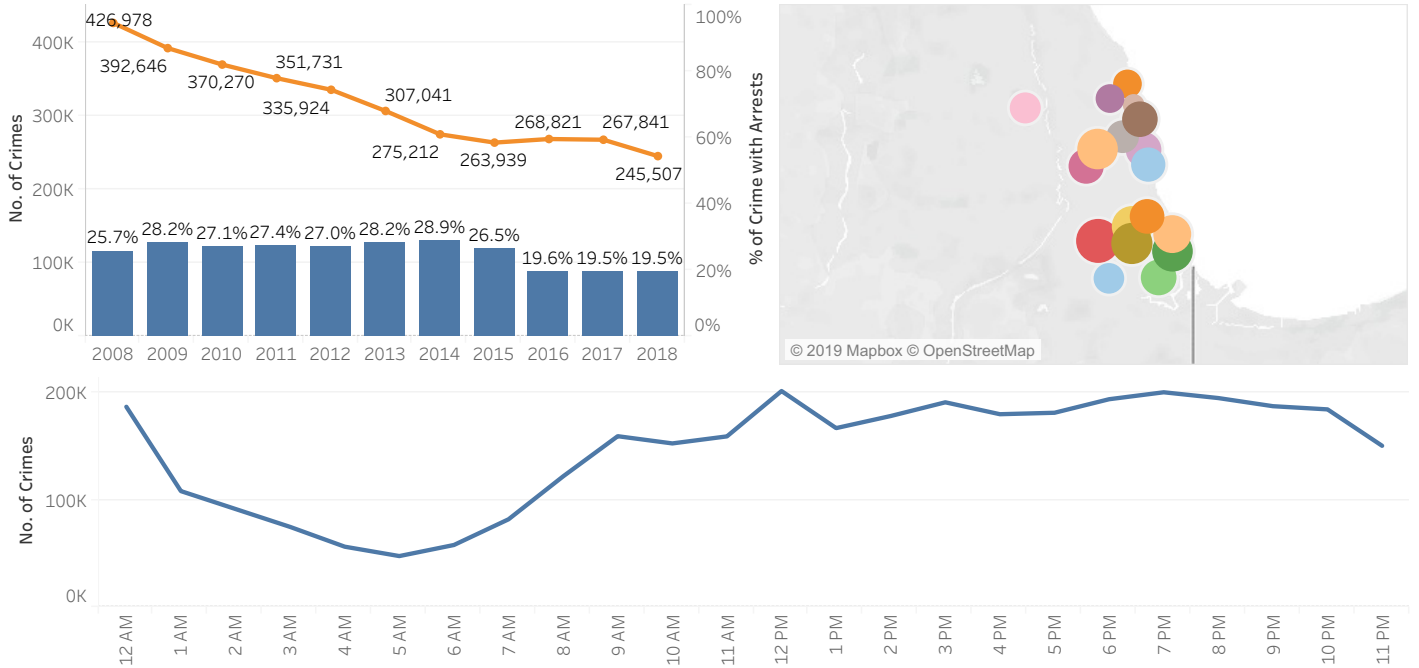 No. of Crimes
400K
300K
200K
100K
0K
426,978
392,646
370,270
351,731
335,924
307,041
275,212
263,939
268,821
267,841
245,507
25.7%
28.2%
27.1%
27.4%
27.0%
28.2%
28.9%
26.5%
19.6%
19.5%
19.5%
100%
80%
60%
40%
20%
0%
% of Crime with Arrests
2008 2009 2010 2011 2012 2013 2014 2015 2016 2017 2018
© 2019 Mapbox © OpenStreetMap
No. of Crimes
200K
100K
0K
12 AM
1 AM
2 AM
3 AM
4 AM
5 AM
6 AM
7 AM
8 AM
9 AM
10 AM
11 AM
12 PM
1 PM
2 PM
3 PM
4 PM
5 PM
6 PM
7 PM
8 PM
9 PM
10 PM
11 PM